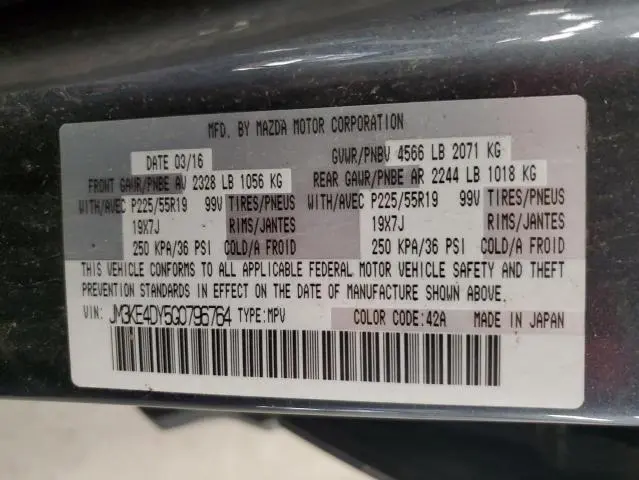 MFD. BY MAZDA MOTOR CORPORATION
DATE 03/16 GVWR/PNBV 4566 LB 2071 KG
FRONT GAWR/PNBE AV 2328 LB 1056 KG REAR GAWR/PNBE AR 2244 LB 1018 KG
WITH/AVEC P225/55R19 99V TIRES/PNEUS WITH/AVEC P225/55R19 99V TIRES/PNEUS
19X7J RIMS/JANTES 19X7J RIMS/JANTES
250 KPA/36 PSI COLD/A FROID 250 KPA/36 PSI COLD/A FROID
THIS VEHICLE CONFORMS TO ALL APPLICABLE FEDERAL MOTOR VEHICLE SAFETY AND THEFT
PREVENTION STANDARDS IN EFFECT ON THE DATE OF MANUFACTURE SHOWN ABOVE.
VIN: JM3KE4DY5G0796764 TYPE:MPV COLOR CODE:42A MADE IN JAPAN